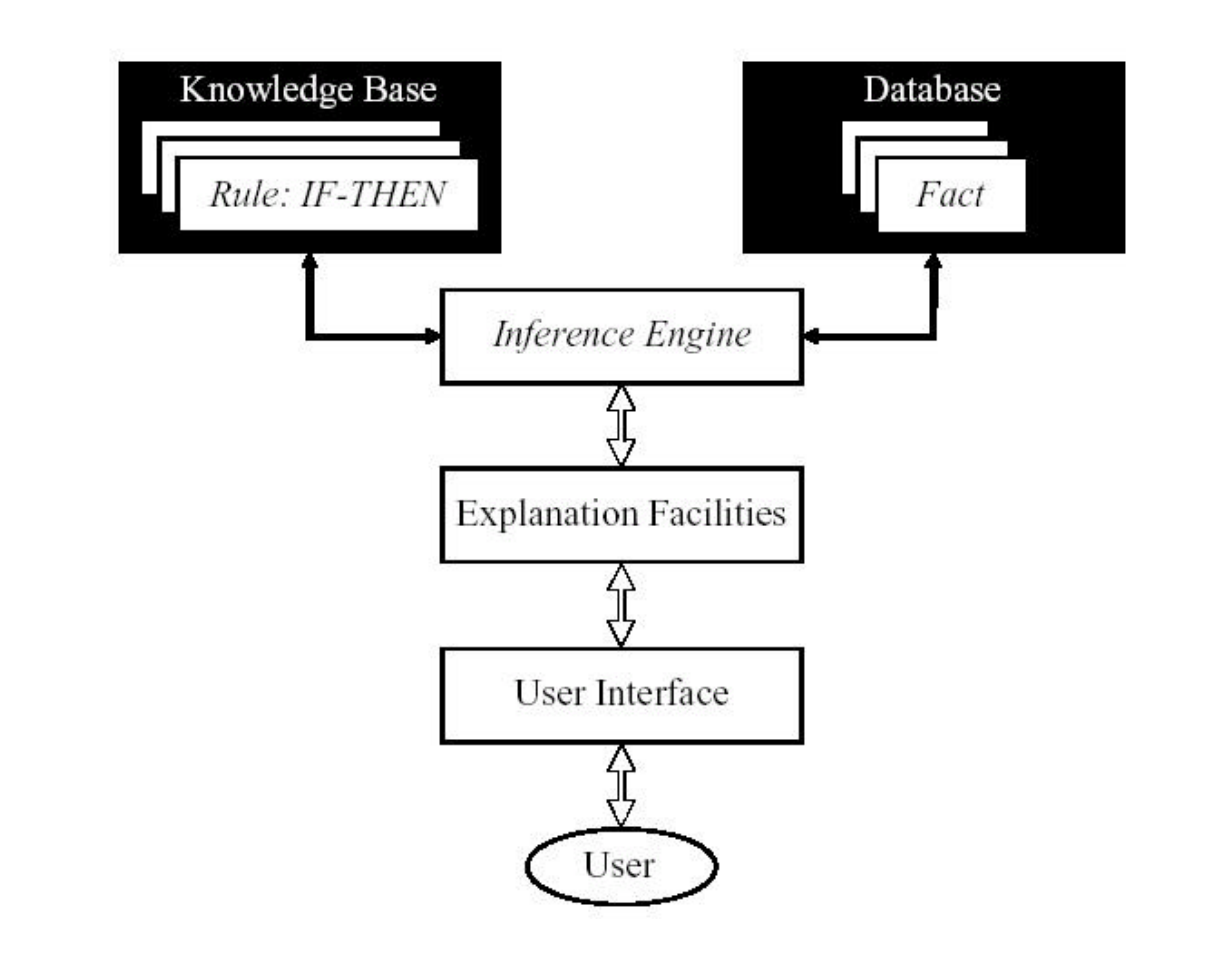 Knowledge Base
Rule: IF-THEN
Database
Fact
Inference Engine
Explanation Facilities
User Interface
User